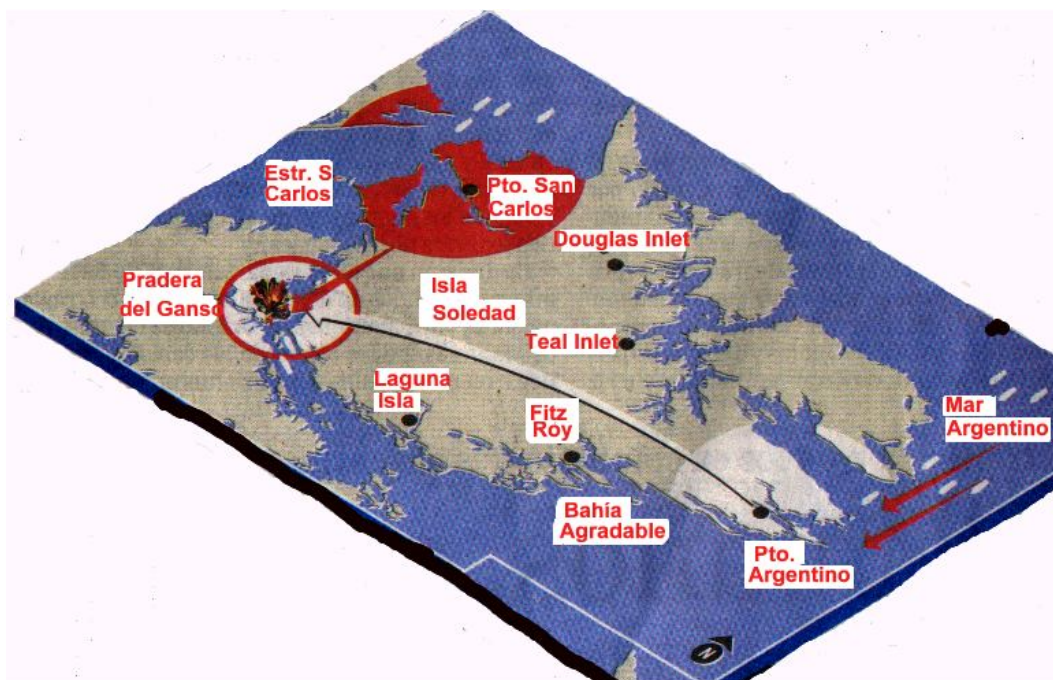 Estr. S
Carlos
Pto. San
Carlos
Douglas Inlet
Pradera
del Ganso
Isla
Soledad
Teal Inlet
Laguna
Isla
Fitz
Roy
Mar
Argentino
Bahía
Agradable
Pto.
Argentino
N